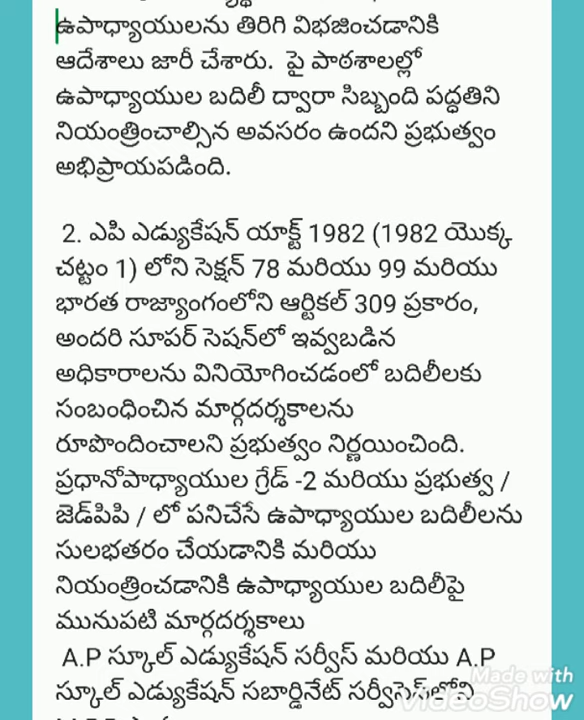 ఉపాధ్యాయులను తిరిగి విభజించడానికి
ఆదేశాలు జారీ చేశారు.  పై పాఠశాలల్లో
ఉపాధ్యాయుల బదిలీ ద్వారా సిబ్బంది పద్ధతిని
నియంత్రించాల్సిన అవసరం ఉందని ప్రభుత్వం
అభిప్రాయపడింది.
2. ఎపి ఎడ్యుకేషన్ యాక్ట్ 1982 (1982 యొక్క
చట్టం 1) లోని సెక్షన్ 78 మరియు 99 మరియు
భారత రాజ్యాంగంలోని ఆర్టికల్ 309 ప్రకారం,
అందరి సూపర్ సెషన్‌లో ఇవ్వబడిన
అధికారాలను వినియోగించడంలో బదిలీలకు
సంబంధించిన మార్గదర్శకాలను
రూపొందించాలని ప్రభుత్వం నిర్ణయించింది.
ప్రధానోపాధ్యాయుల గ్రేడ్ -2 మరియు ప్రభుత్వ /
జెడ్‌పిపి / లో పనిచేసే ఉపాధ్యాయుల బదిలీలను
సులభతరం చేయడానికి మరియు
నియంత్రించడానికి ఉపాధ్యాయుల బదిలీపై
మునుపటి మార్గదర్శకాలు
A.P స్కూల్ ఎడ్యుకేషన్ సర్వీస్ మరియు A.P
స్కూల్ ఎడ్యుకేషన్ సబార్డినేట్ సర్వీసెస్‌లోని
Made with
VideoShow